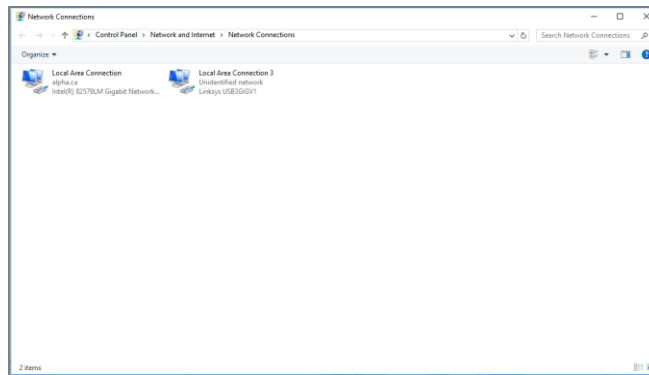 Network Connections
Control Panel > Network and Internet > Network Connections
Search Network Connections
Organize
Local Area Connection
alpha.ca
Intel(R) 82579LM Gigabit Network...
Local Area Connection 3
Unidentified network
Linksys USB3GIGV1
2 items